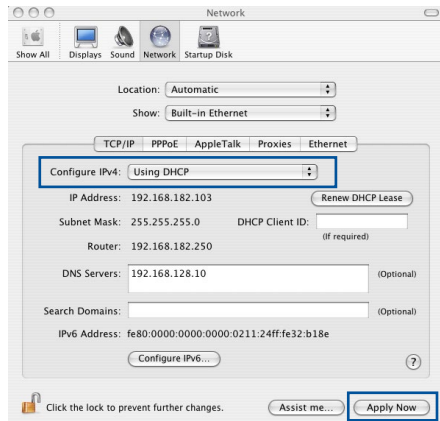 Network
Show All Displays Sound Network Startup Disk
Location: Automatic
Show: Built-in Ethernet
TCP/IP PPPoE AppleTalk Proxies Ethernet
Configure IPv4: Using DHCP
IP Address: 192.168.182.103 Renew DHCP Lease
Subnet Mask: 255.255.255.0 DHCP Client ID:
(If required)
Router: 192.168.182.250
DNS Servers: 192.168.128.10 (Optional)
Search Domains: (Optional)
IPv6 Address: fe80:0000:0000:0000:0211:24ff:fe32:b18e
Configure IPv6... ?
Click the lock to prevent further changes. Assist me... Apply Now